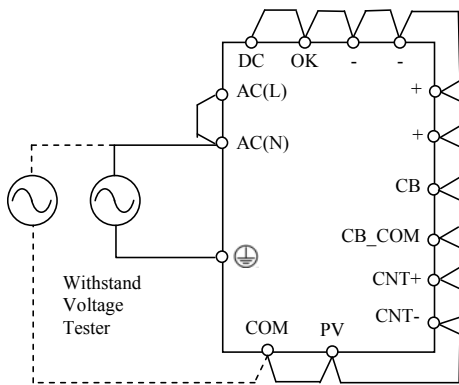 DC OK - -
AC(L)
+
AC(N)
+
CB
CB_COM
CNT+
CNT-
Withstand
Voltage
Tester
COM PV